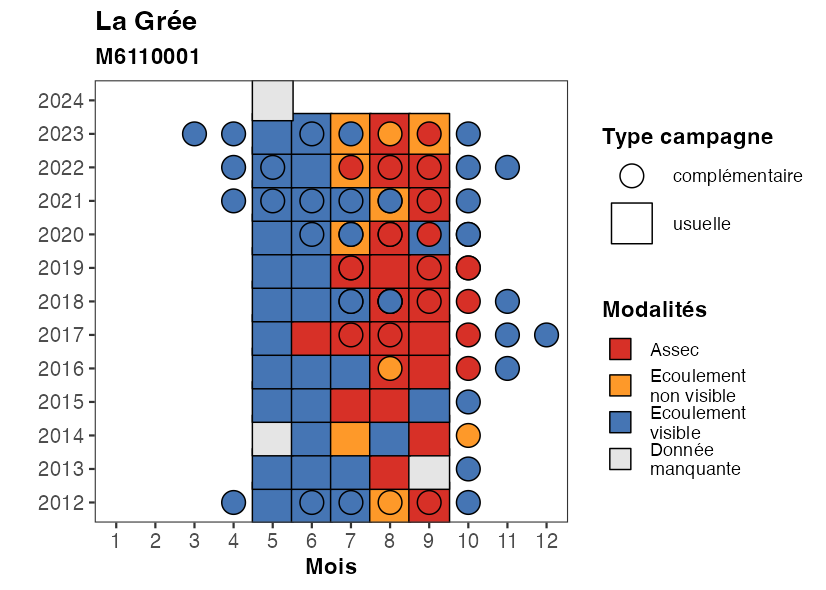 La Grée
M6110001
2024
2023
2022
2021
2020
2019
2018
2017
2016
2015
2014
2013
2012
1 2 3 4 5 6 7 8 9 10 11 12
Mois
Type campagne
complémentaire
usuelle
Modalités
Assec
Ecoulement
non visible
Ecoulement
visible
Donnée
manquante